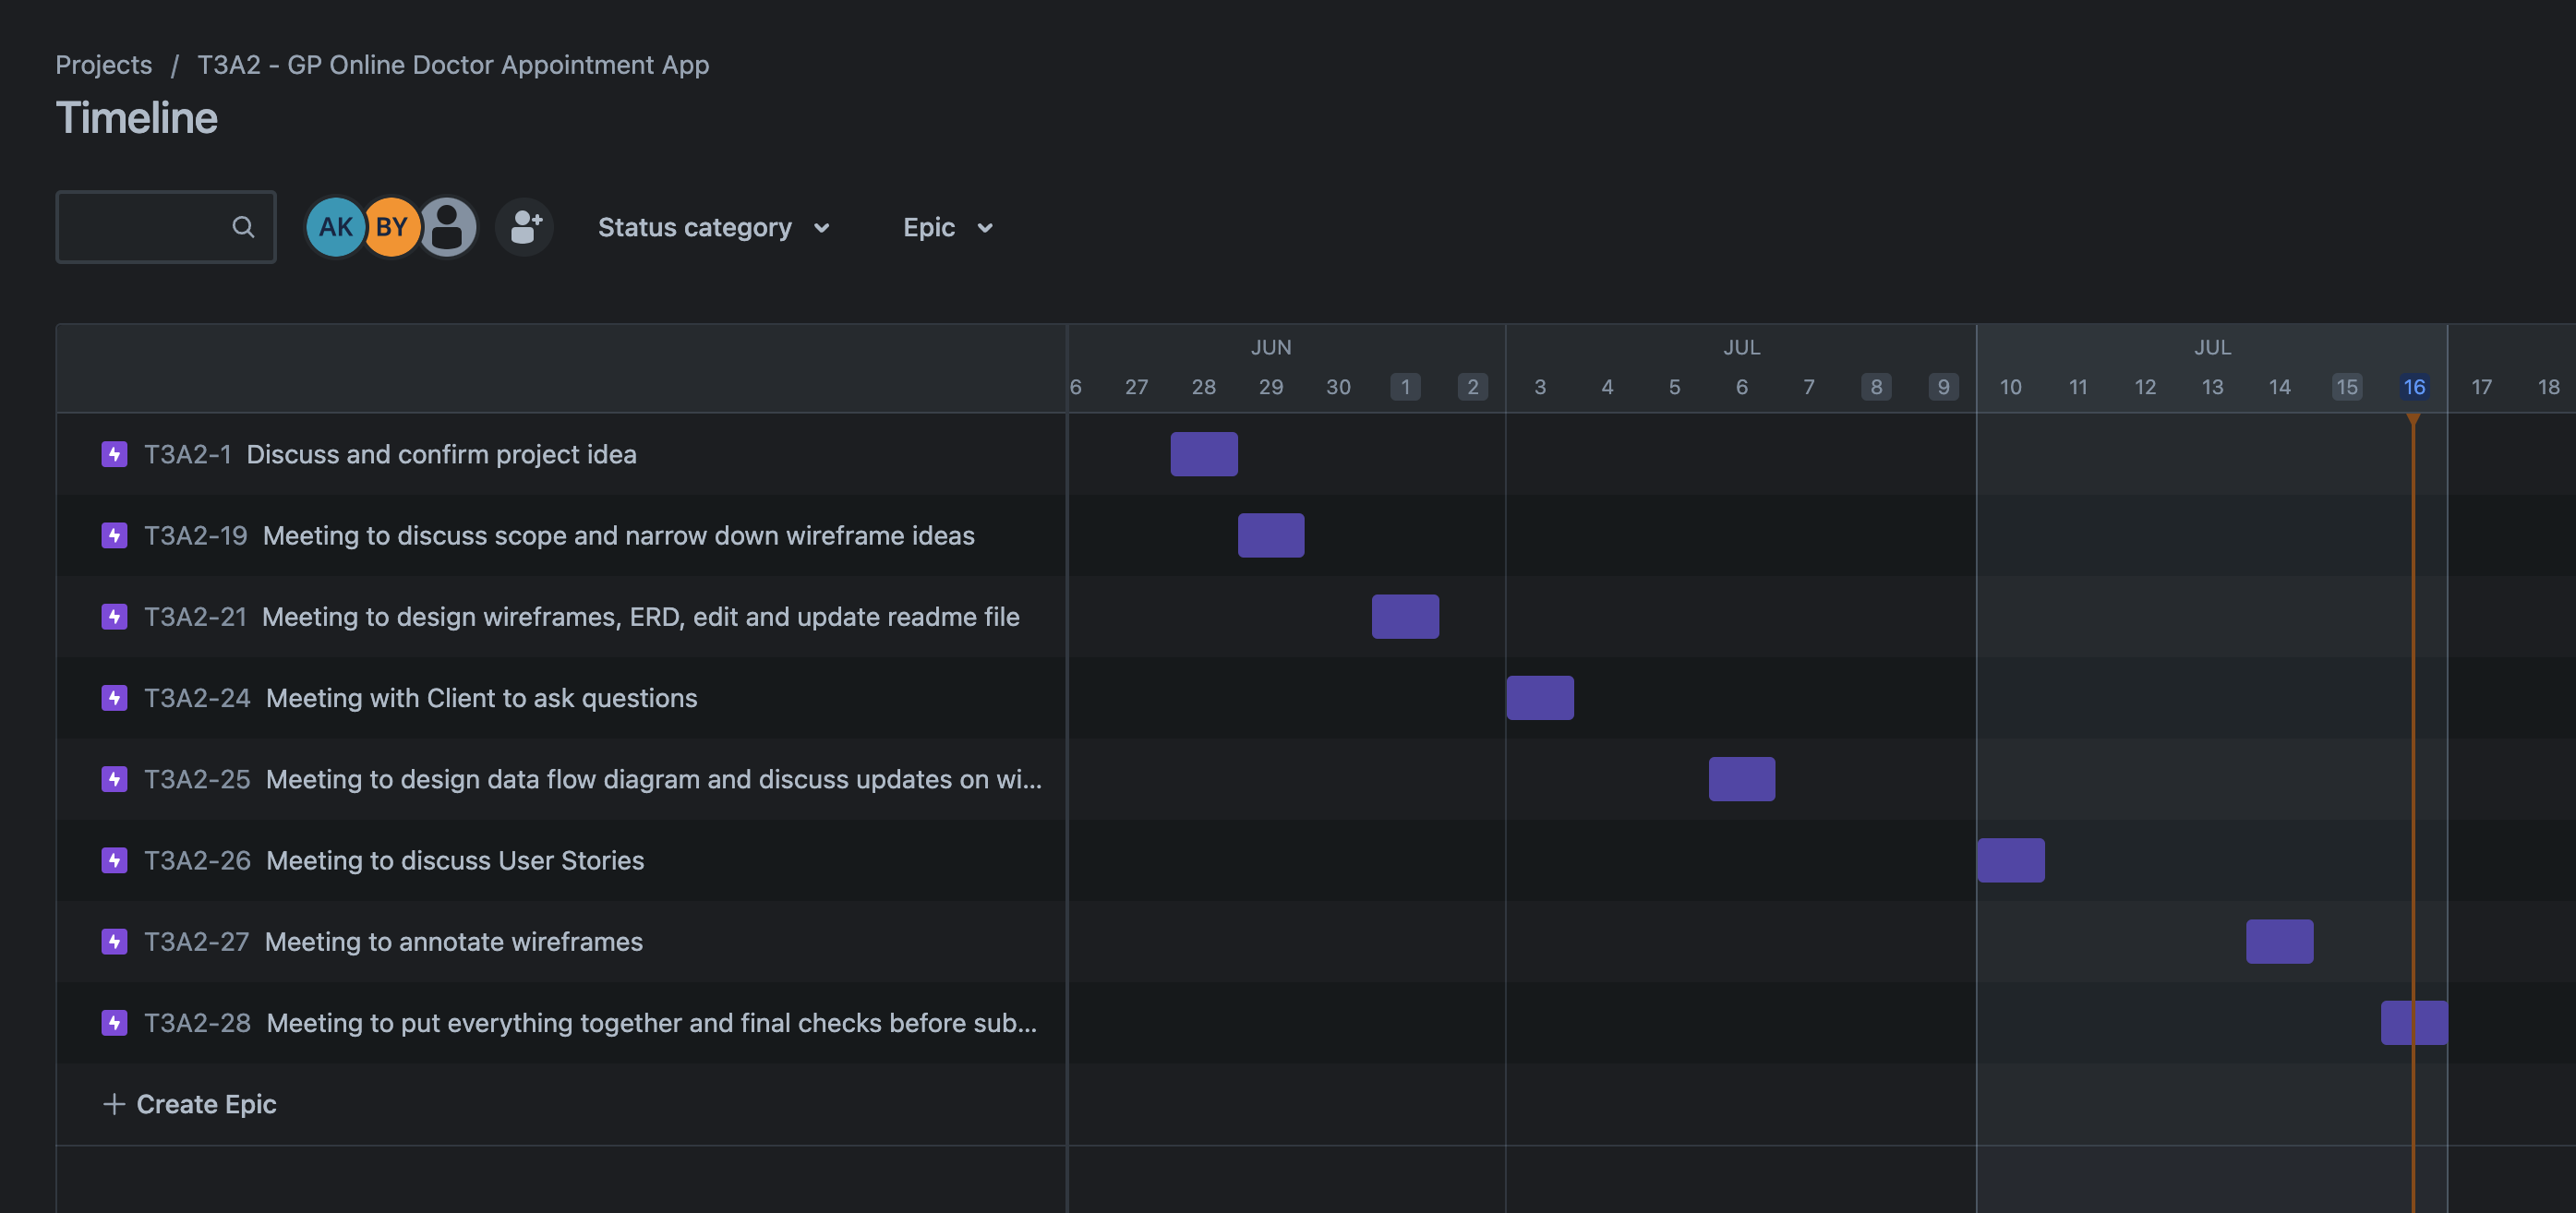 Projects / T3A2 - GP Online Doctor Appointment App
Timeline
AK BY Status category Epic
JUN JUL JUL
6 27 28 29 30 1 2 3 4 5 6 7 8 9 10 11 12 13 14 15 16 17 18
T3A2-1 Discuss and confirm project idea
T3A2-19 Meeting to discuss scope and narrow down wireframe ideas
T3A2-21 Meeting to design wireframes, ERD, edit and update readme file
T3A2-24 Meeting with Client to ask questions
T3A2-25 Meeting to design data flow diagram and discuss updates on wi...
T3A2-26 Meeting to discuss User Stories
T3A2-27 Meeting to annotate wireframes
T3A2-28 Meeting to put everything together and final checks before sub...
+ Create Epic